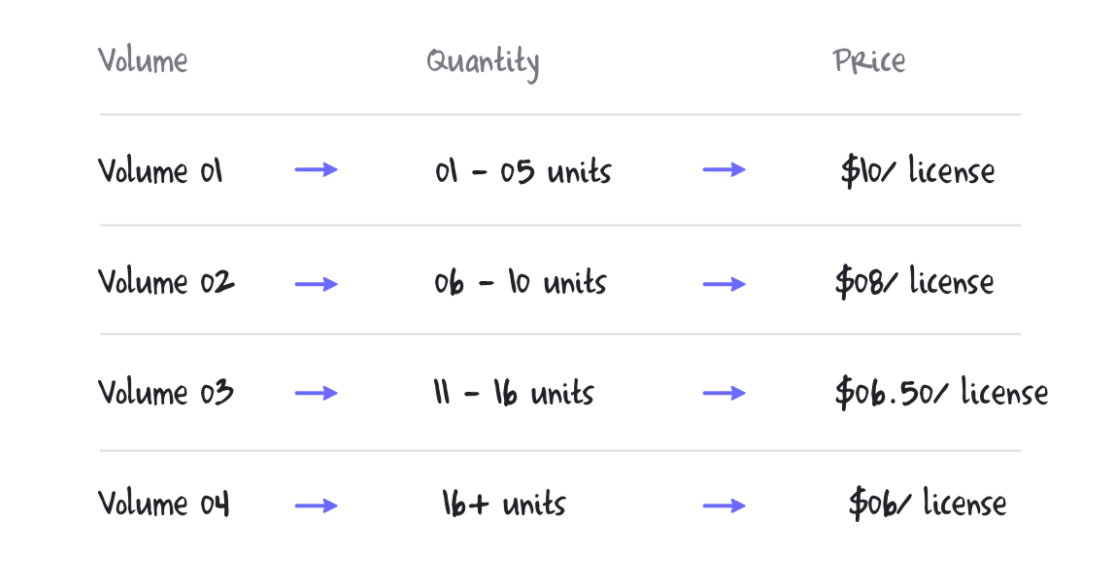 Volume Quantity Price
Volume 01 01 - 05 units $10/ license
Volume 02 06 - 10 units $08/ license
Volume 03 11 - 16 units $06.50/ license
Volume 04 16+ units $06/ license